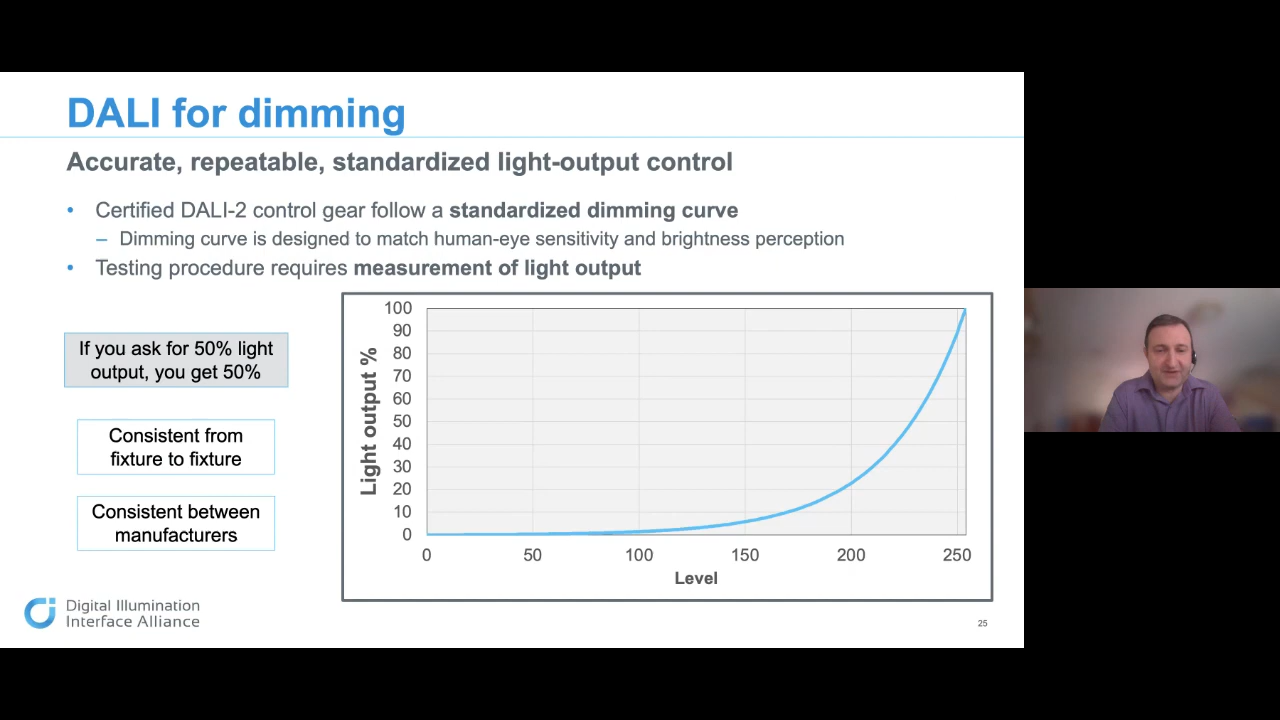 DALI for dimming
Accurate, repeatable, standardized light-output control
• Certified DALI-2 control gear follow a standardized dimming curve
– Dimming curve is designed to match human-eye sensitivity and brightness perception
• Testing procedure requires measurement of light output
If you ask for 50% light
output, you get 50%
Consistent from
fixture to fixture
Consistent between
manufacturers
Light output %
100
90
80
70
60
50
40
30
20
10
0
0 50 100 150 200 250
Level
Digital Illumination
Interface Alliance
25